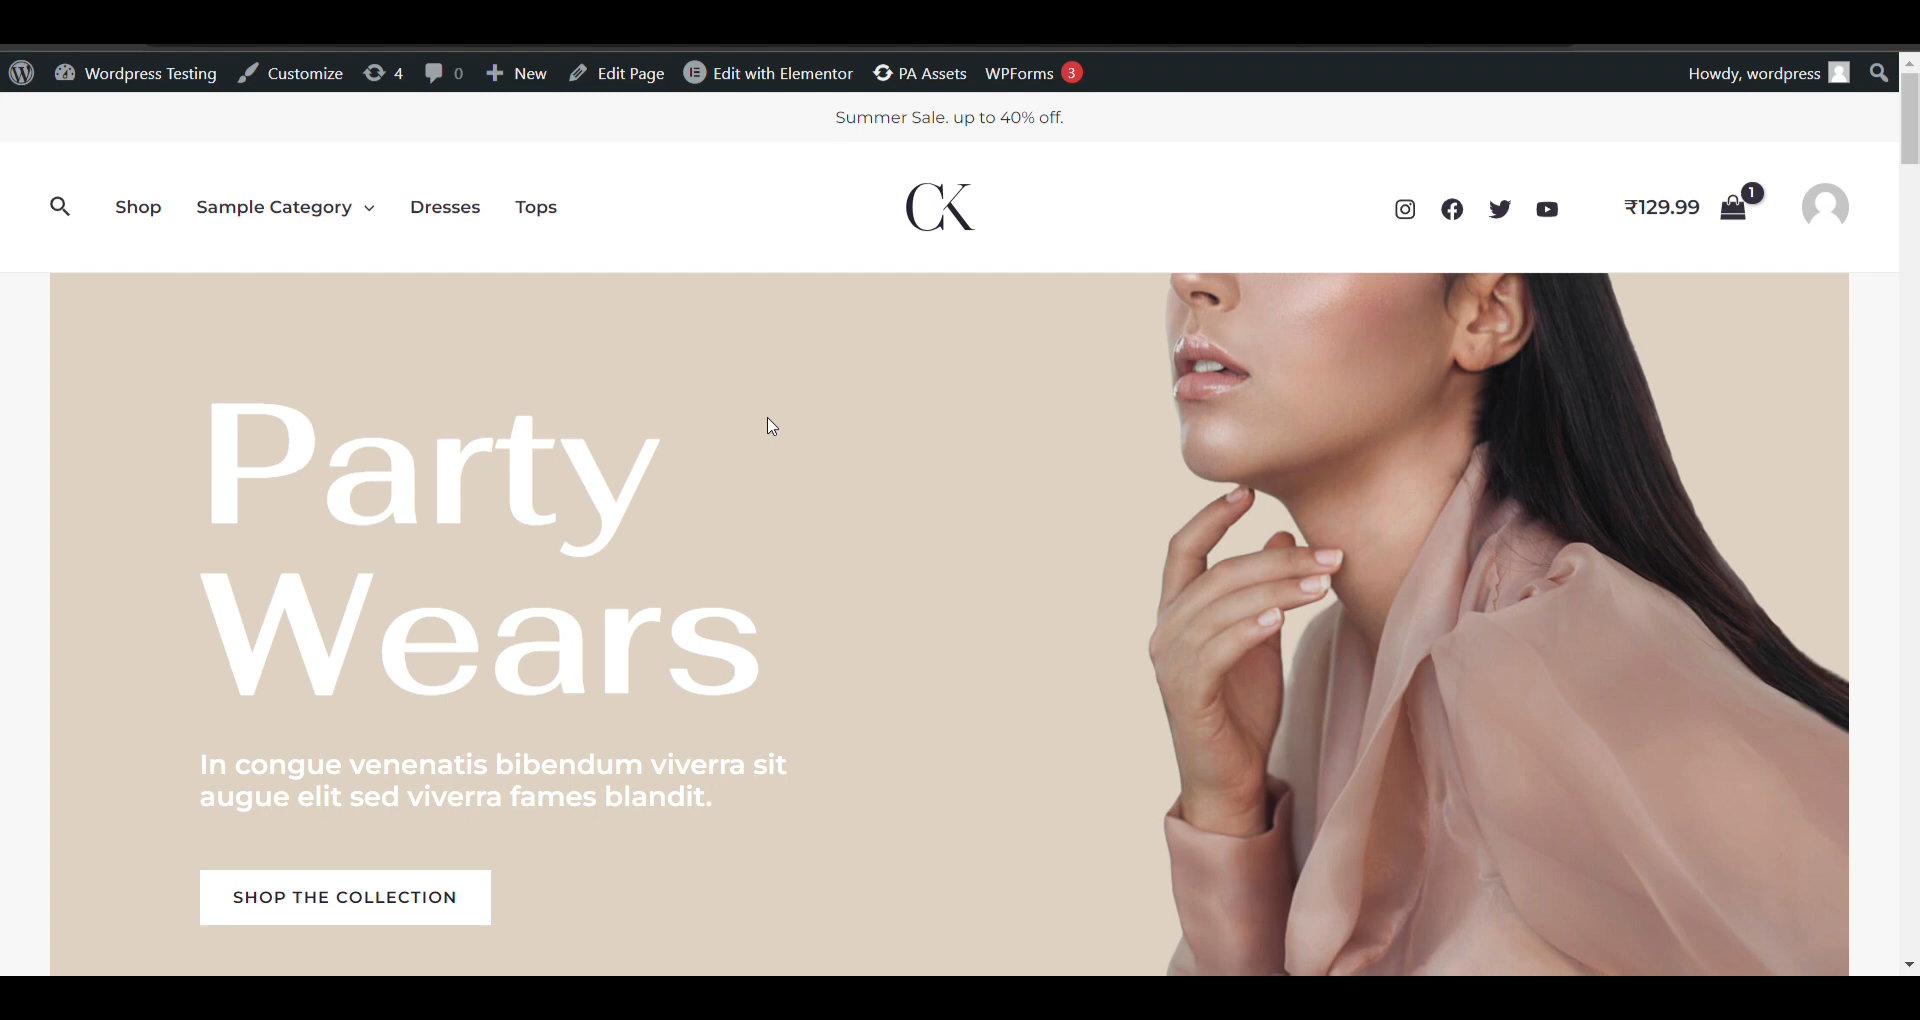 Wordpress Testing Customize 4 0 New Edit Page Edit with Elementor PA Assets WPForms 3 Howdy, wordpress
Summer Sale. up to 40% off.
Shop Sample Category Dresses Tops CK ₹129.99 1
Party
Wears
In congue venenatis bibendum viverra sit
augue elit sed viverra fames blandit.
SHOP THE COLLECTION